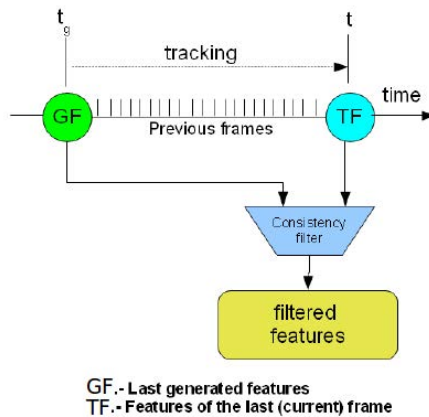 t_g
t
tracking
time
GF
TF
Previous frames
Consistency
filter
filtered
features
GF.- Last generated features
TF.- Features of the last (current) frame